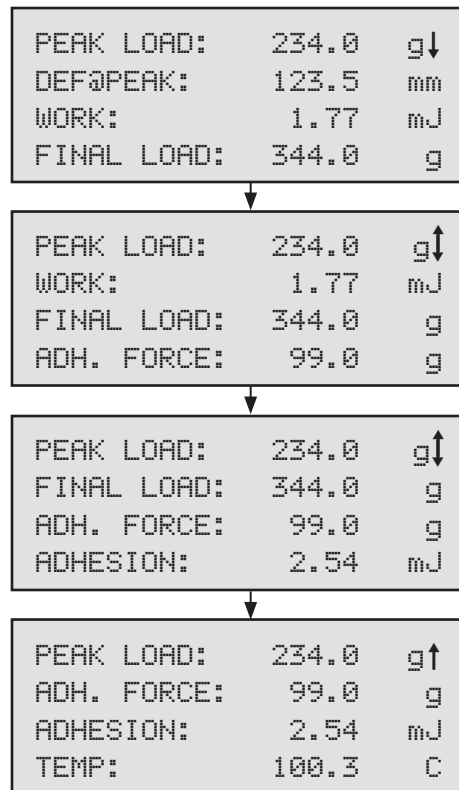 PEAK LOAD: 234.0 g↓
DEF@PEAK: 123.5 mm
WORK: 1.77 mJ
FINAL LOAD: 344.0 g
PEAK LOAD: 234.0 g↕
WORK: 1.77 mJ
FINAL LOAD: 344.0 g
ADH. FORCE: 99.0 g
PEAK LOAD: 234.0 g↕
FINAL LOAD: 344.0 g
ADH. FORCE: 99.0 g
ADHESION: 2.54 mJ
PEAK LOAD: 234.0 g↑
ADH. FORCE: 99.0 g
ADHESION: 2.54 mJ
TEMP: 100.3 C